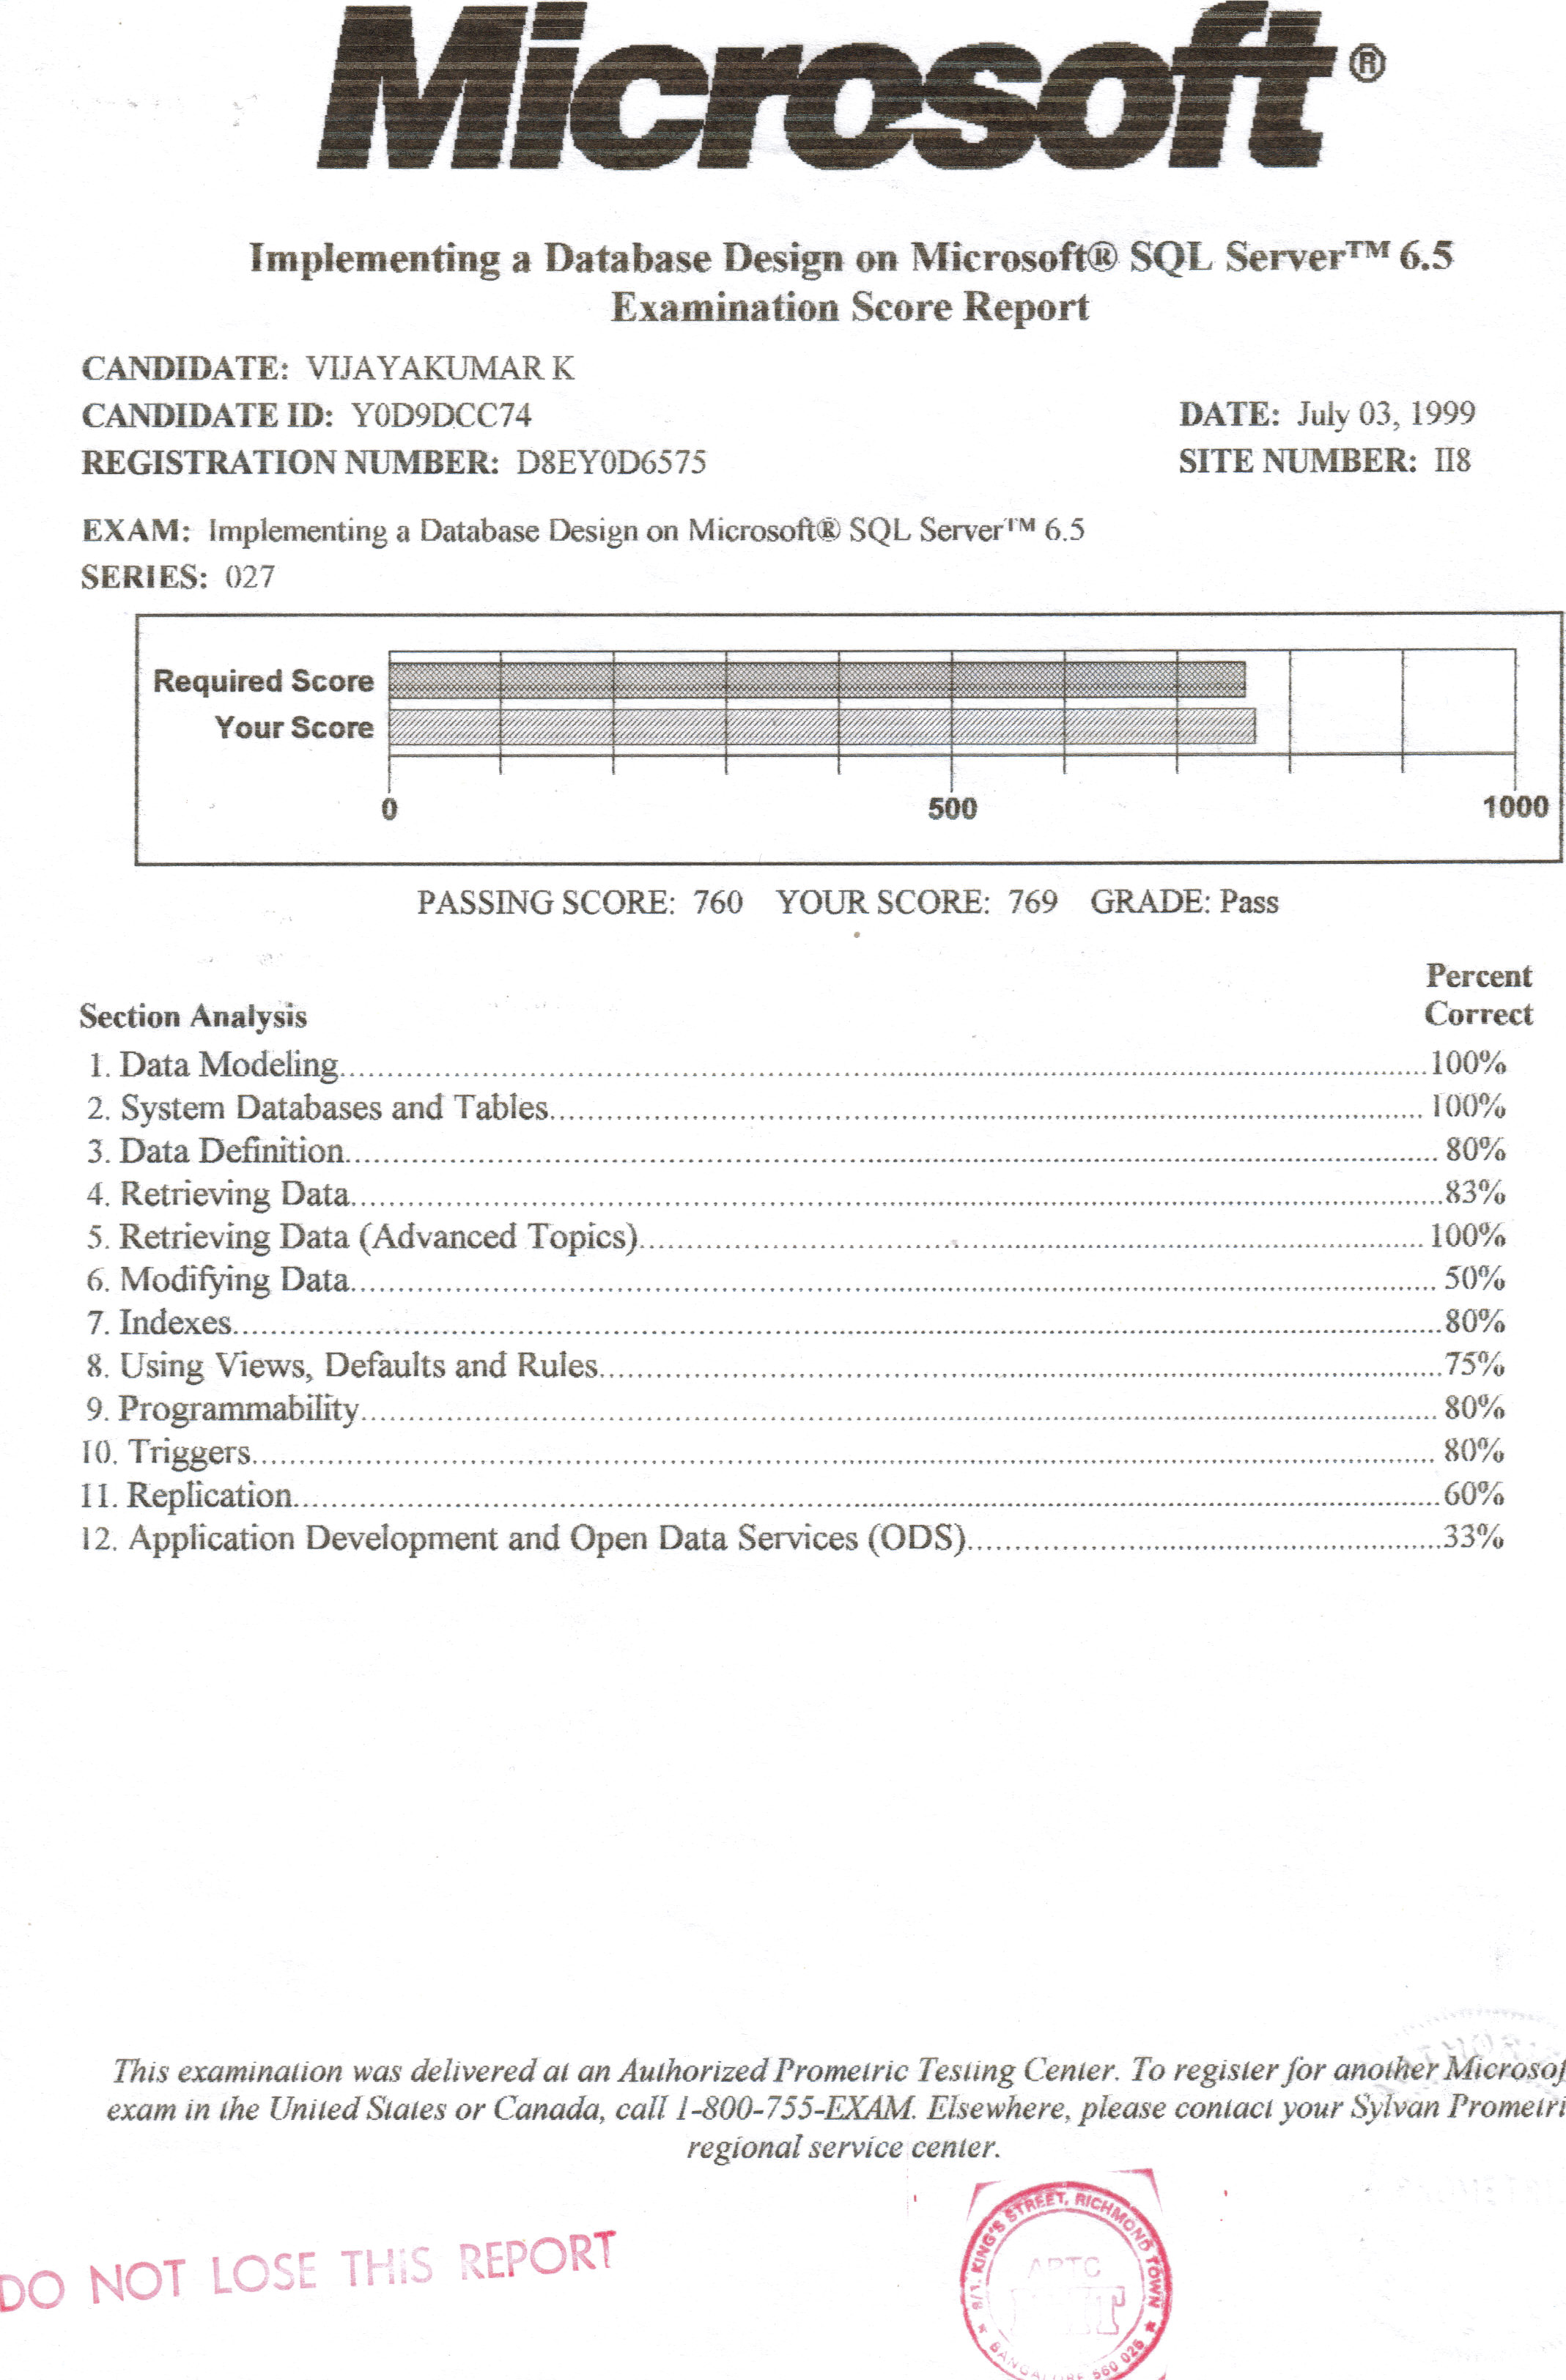 Microsoft®
Implementing a Database Design on Microsoft® SQL Server™ 6.5
Examination Score Report
CANDIDATE: VIJAYAKUMAR K
CANDIDATE ID: Y0D9DCC74 DATE: July 03, 1999
REGISTRATION NUMBER: D8EY0D6575 SITE NUMBER: II8
EXAM: Implementing a Database Design on Microsoft® SQL Server™ 6.5
SERIES: 027
Required Score
Your Score
0 500 1000
PASSING SCORE: 760 YOUR SCORE: 769 GRADE: Pass
Percent
Section Analysis Correct
1. Data Modeling 100%
2. System Databases and Tables 100%
3. Data Definition 80%
4. Retrieving Data 83%
5. Retrieving Data (Advanced Topics) 100%
6. Modifying Data 50%
7. Indexes 80%
8. Using Views, Defaults and Rules 75%
9. Programmability 80%
10. Triggers 80%
11. Replication 60%
12. Application Development and Open Data Services (ODS) 33%
This examination was delivered at an Authorized Prometric Testing Center. To register for another Microsof
exam in the United States or Canada, call 1-800-755-EXAM. Elsewhere, please contact your Sylvan Prometri
regional service center.
DO NOT LOSE THIS REPORT
KING'S STREET, RICHMOND TOWN
APTC
560 025